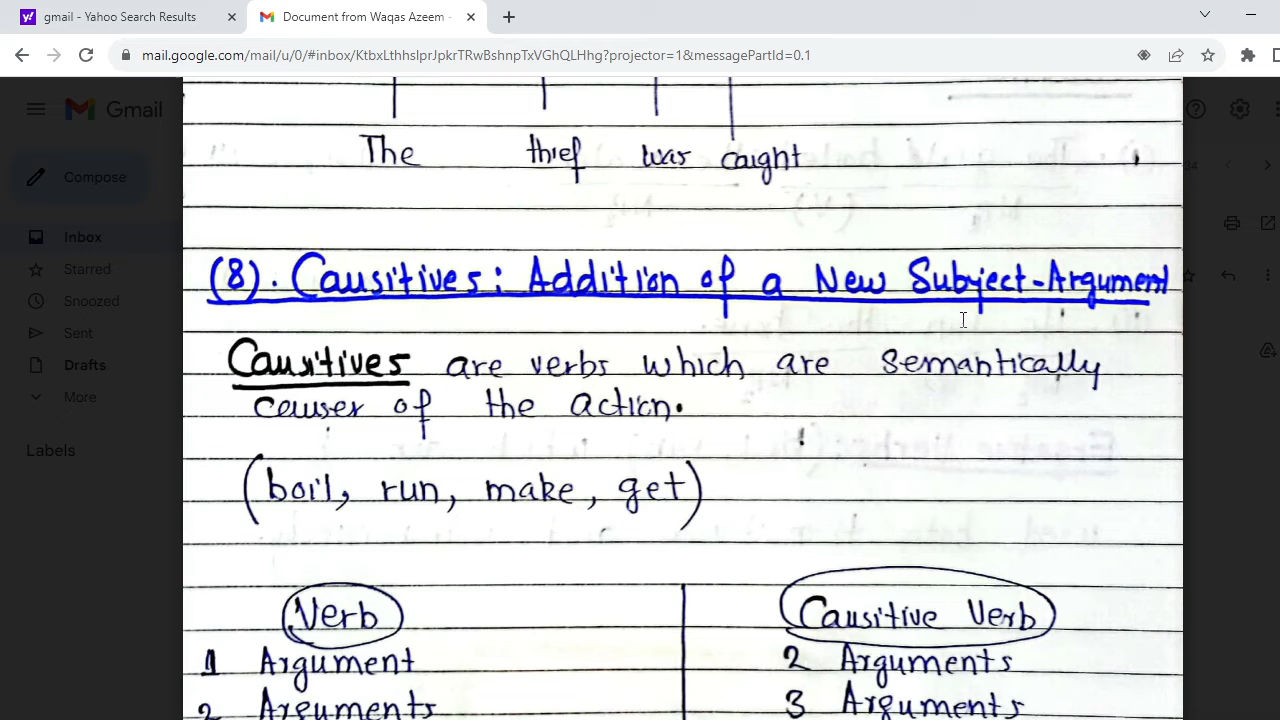 gmail - Yahoo Search Results
Document from Waqas Azeem -
mail.google.com/mail/u/0/#inbox/KtbxLthhslprJpkrTRwBshnpTxVGhQLHhg?projector=1&messagePartId=0.1
Gmail
Compose
Inbox
Starred
Snoozed
Sent
Drafts
More
Labels
The thief was caught
(8). Causitives: Addition of a New Subject-Argument
Causitives are verbs which are semantically
causer of the action.
(boil, run, make, get)
Verb Causitive Verb
1 Argument 2 Arguments
2 Arguments 3 Arguments